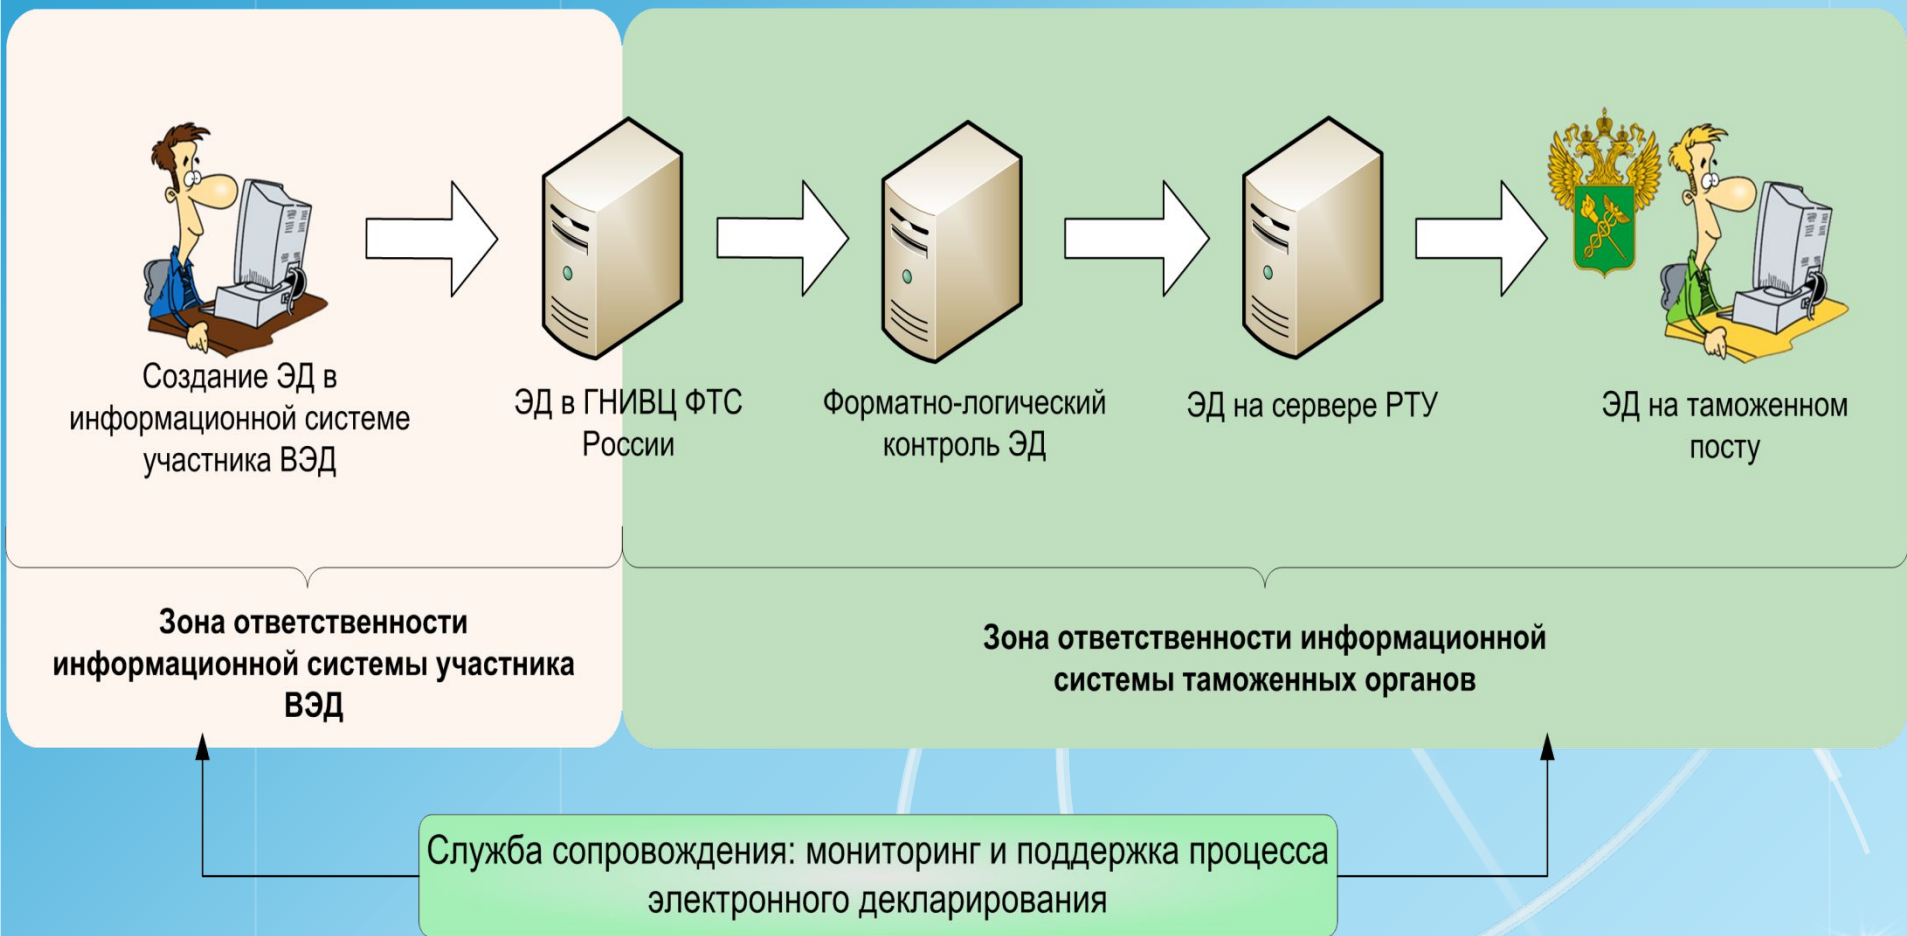 Создание ЭД в
информационной системе
участника ВЭД
ЭД в ГНИВЦ ФТС
России
Форматно-логический
контроль ЭД
ЭД на сервере РТУ
ЭД на таможенном
посту
Зона ответственности
информационной системы участника
ВЭД
Зона ответственности информационной
системы таможенных органов
Служба сопровождения: мониторинг и поддержка процесса
электронного декларирования